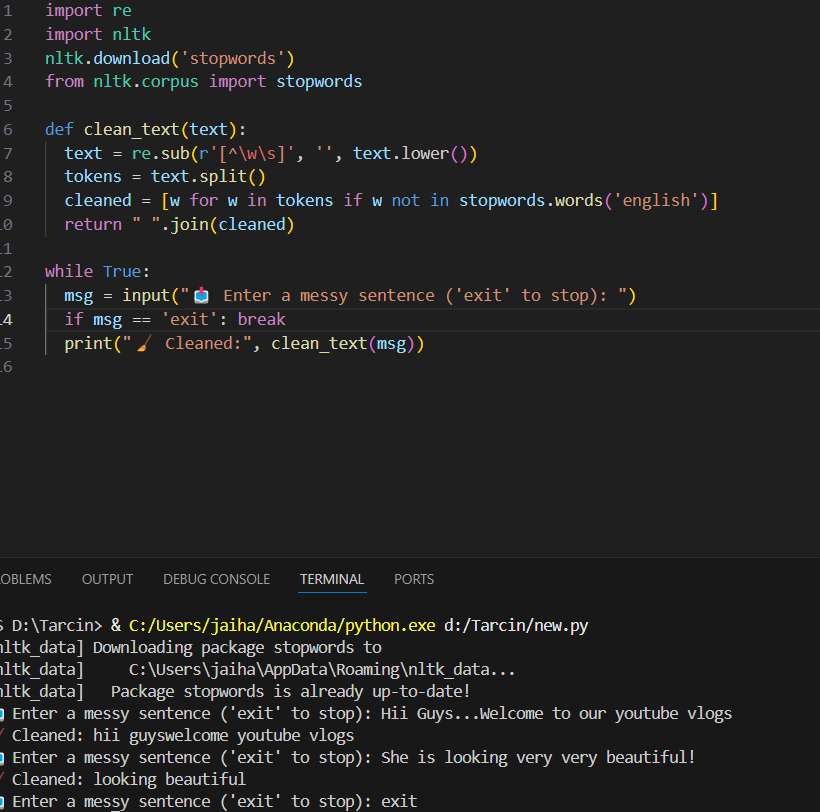 1 import re
2 import nltk
3 nltk.download('stopwords')
4 from nltk.corpus import stopwords
5
6 def clean_text(text):
7 text = re.sub(r'[^\w\s]', '', text.lower())
8 tokens = text.split()
9 cleaned = [w for w in tokens if w not in stopwords.words('english')]
0 return " ".join(cleaned)
1
2 while True:
3 msg = input("📩 Enter a messy sentence ('exit' to stop): ")
4 if msg == 'exit': break
5 print("🧹 Cleaned:", clean_text(msg))
6
OBLEMS OUTPUT DEBUG CONSOLE TERMINAL PORTS
S D:\Tarcin> & C:/Users/jaiha/Anaconda/python.exe d:/Tarcin/new.py
nltk_data] Downloading package stopwords to
nltk_data] C:\Users\jaiha\AppData\Roaming\nltk_data...
nltk_data] Package stopwords is already up-to-date!
Enter a messy sentence ('exit' to stop): Hii Guys...Welcome to our youtube vlogs
Cleaned: hii guyswelcome youtube vlogs
Enter a messy sentence ('exit' to stop): She is looking very very beautiful!
Cleaned: looking beautiful
Enter a messy sentence ('exit' to stop): exit